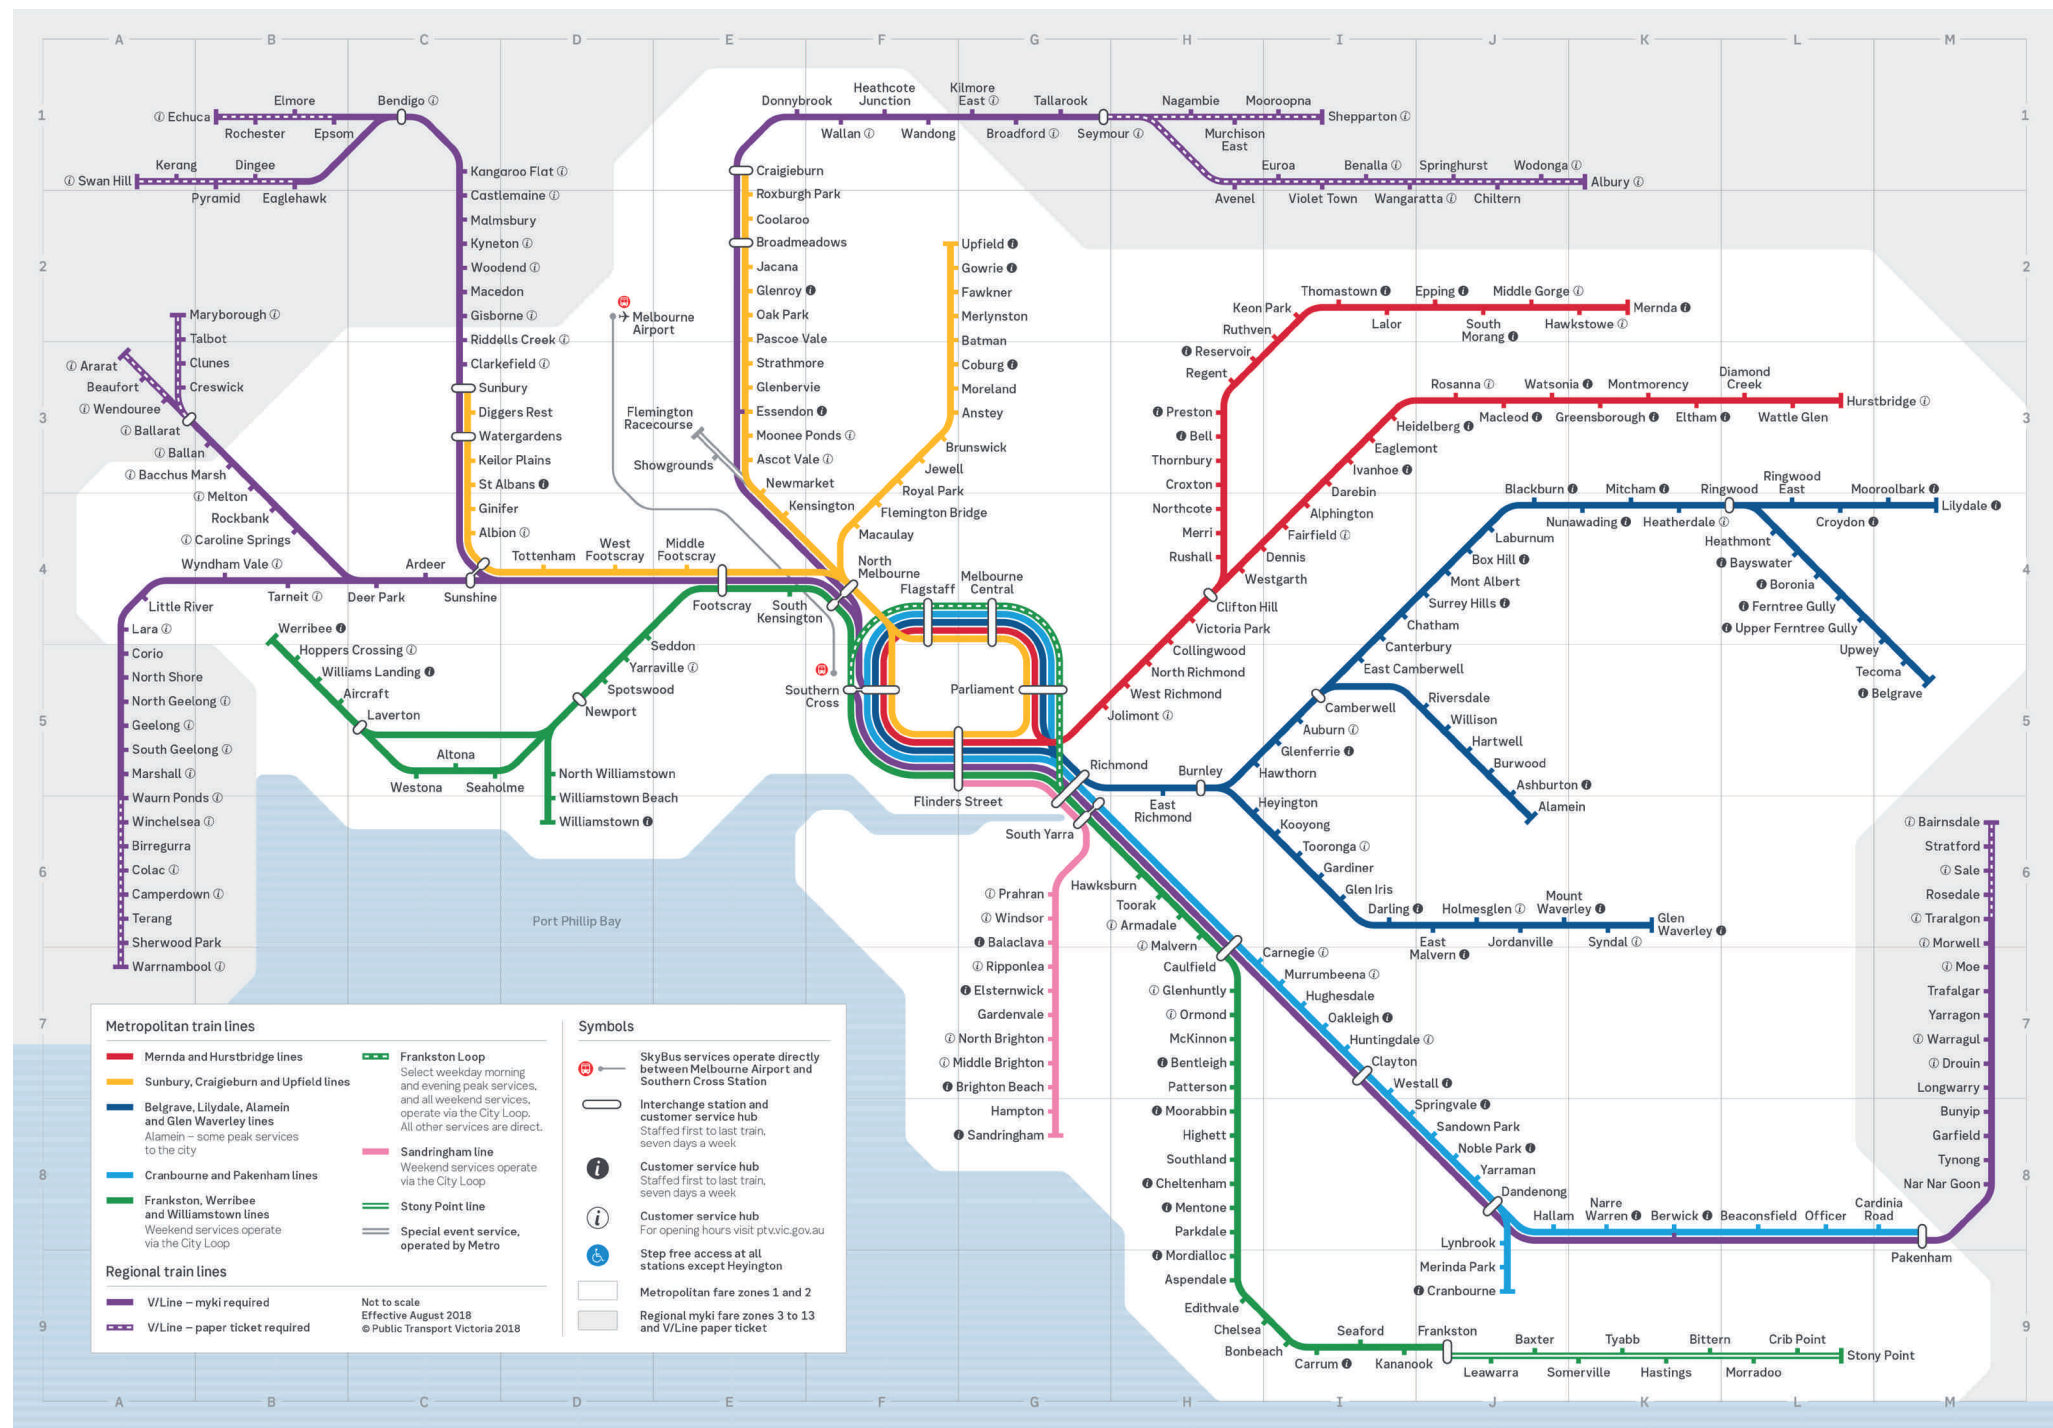 A B C D E F G H I J K L M
1
2
3
4
5
6
7
8
9
1
2
3
4
5
6
7
8
9
A B C D E F G H I J K L M
i Echuca
Elmore
Rochester
Epsom
Bendigo i
i Swan Hill
Kerang
Dingee
Pyramid
Eaglehawk
Kangaroo Flat i
Castlemaine i
Malmsbury
Kyneton i
Woodend i
Macedon
Gisborne i
Riddells Creek i
Clarkefield i
Sunbury
Diggers Rest
Watergardens
Keilor Plains
St Albans i
Ginifer
Albion i
Donnybrook
Wallan i
Heathcote
Junction
Wandong
Kilmore
East i
Broadford i
Tallarook
Seymour i
Nagambie
Murchison
East
Mooroopna
Shepparton i
Avenel
Euroa
Violet Town
Benalla i
Wangaratta i
Springhurst
Chiltern
Wodonga i
Albury i
Craigieburn
Roxburgh Park
Coolaroo
Broadmeadows
Jacana
Glenroy i
Oak Park
Pascoe Vale
Strathmore
Glenbervie
Essendon i
Moonee Ponds i
Ascot Vale i
Newmarket
Kensington
Upfield i
Gowrie i
Fawkner
Merlynston
Batman
Coburg i
Moreland
Anstey
Brunswick
Jewell
Royal Park
Flemington Bridge
Macaulay
Melbourne
Airport
Flemington
Racecourse
Showgrounds
Maryborough i
Talbot
Clunes
Creswick
i Ararat
Beaufort
i Wendouree
i Ballarat
i Ballan
i Bacchus Marsh
i Melton
Rockbank
i Caroline Springs
Wyndham Vale i
Tarneit i
Deer Park
Ardeer
Sunshine
Tottenham
West
Footscray
Middle
Footscray
Footscray
South
Kensington
North
Melbourne
Flagstaff
Melbourne
Central
Parliament
Southern
Cross
Flinders Street
Little River
Lara i
Corio
North Shore
North Geelong i
Geelong i
South Geelong i
Marshall i
Waurn Ponds i
Winchelsea i
Birregurra
Colac i
Camperdown i
Terang
Sherwood Park
Warrnambool i
Werribee i
Hoppers Crossing i
Williams Landing i
Aircraft
Laverton
Westona
Altona
Seaholme
Seddon
Yarraville i
Spotswood
Newport
North Williamstown
Williamstown Beach
Williamstown i
Port Phillip Bay
Thomastown i
Epping i
Middle Gorge i
Keon Park
Lalor
South
Morang i
Hawkstowe i
Mernda i
Ruthven
i Reservoir
Regent
i Preston
i Bell
Thornbury
Croxton
Northcote
Merri
Rushall
Rosanna i
Macleod i
Watsonia i
Greensborough i
Montmorency
Eltham i
Diamond
Creek
Wattle Glen
Hurstbridge i
Heidelberg i
Eaglemont
Ivanhoe i
Darebin
Alphington
Fairfield i
Dennis
Westgarth
Clifton Hill
Victoria Park
Collingwood
North Richmond
West Richmond
Jolimont i
Blackburn i
Nunawading i
Mitcham i
Heatherdale i
Ringwood
Ringwood
East
Croydon i
Mooroolbark i
Lilydale i
Laburnum
Box Hill i
Mont Albert
Surrey Hills i
Chatham
Canterbury
East Camberwell
Camberwell
Auburn i
Glenferrie i
Hawthorn
Heathmont
i Bayswater
i Boronia
i Ferntree Gully
i Upper Ferntree Gully
Upwey
Tecoma
i Belgrave
Riversdale
Willison
Hartwell
Burwood
Ashburton i
Alamein
Richmond
East
Richmond
Burnley
Heyington
Kooyong
Tooronga i
Gardiner
Glen Iris
Darling i
East
Malvern i
Holmesglen i
Jordanville
Mount
Waverley i
Syndal i
Glen
Waverley i
South Yarra
i Prahran
i Windsor
i Balaclava
i Ripponlea
i Elsternwick
Gardenvale
i North Brighton
i Middle Brighton
i Brighton Beach
Hampton
i Sandringham
Hawksburn
Toorak
i Armadale
i Malvern
Caulfield
i Glenhuntly
i Ormond
McKinnon
i Bentleigh
Patterson
i Moorabbin
Highett
Southland
i Cheltenham
i Mentone
Parkdale
i Mordialloc
Aspendale
Edithvale
Chelsea
Bonbeach
Carrum i
Seaford
Kananook
Frankston
Leawarra
Baxter
Somerville
Tyabb
Hastings
Bittern
Morradoo
Crib Point
Stony Point
Carnegie i
Murrumbeena i
Hughesdale
Oakleigh i
Huntingdale i
Clayton
Westall i
Springvale i
Sandown Park
Noble Park i
Yarraman
Dandenong
Lynbrook
Merinda Park
i Cranbourne
Hallam
Narre
Warren i
Berwick i
Beaconsfield
Officer
Cardinia
Road
Pakenham
i Bairnsdale
Stratford
i Sale
Rosedale
i Traralgon
i Morwell
i Moe
Trafalgar
Yarragon
i Warragul
i Drouin
Longwarry
Bunyip
Garfield
Tynong
Nar Nar Goon
Metropolitan train lines
Mernda and Hurstbridge lines
Sunbury, Craigieburn and Upfield lines
Belgrave, Lilydale, Alamein
and Glen Waverley lines
Alamein – some peak services
to the city
Cranbourne and Pakenham lines
Frankston, Werribee
and Williamstown lines
Weekend services operate
via the City Loop
Frankston Loop
Select weekday morning
and evening peak services,
and all weekend services,
operate via the City Loop.
All other services are direct.
Sandringham line
Weekend services operate
via the City Loop
Stony Point line
Special event service,
operated by Metro
Regional train lines
V/Line – myki required
V/Line – paper ticket required
Not to scale
Effective August 2018
© Public Transport Victoria 2018
Symbols
SkyBus services operate directly
between Melbourne Airport and
Southern Cross Station
Interchange station and
customer service hub
Staffed first to last train,
seven days a week
i
Customer service hub
Staffed first to last train,
seven days a week
i
Customer service hub
For opening hours visit ptv.vic.gov.au
Step free access at all
stations except Heyington
Metropolitan fare zones 1 and 2
Regional myki fare zones 3 to 13
and V/Line paper ticket